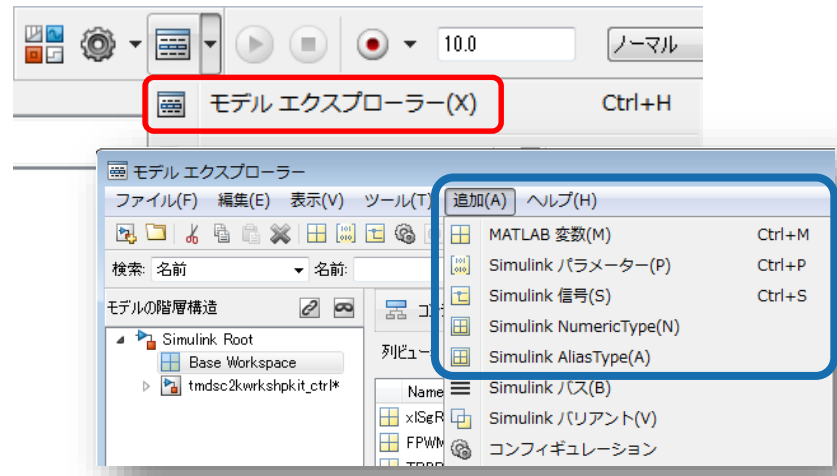 10.0 ノーマル
モデル エクスプローラー(X) Ctrl+H
モデル エクスプローラー
ファイル(F) 編集(E) 表示(V) ツール(T) 追加(A) ヘルプ(H)
MATLAB 変数(M) Ctrl+M
検索: 名前 名前:
Simulink パラメーター(P) Ctrl+P
モデルの階層構造
Simulink 信号(S) Ctrl+S
Simulink Root
Simulink NumericType(N)
Base Workspace
列ビュー
Simulink AliasType(A)
tmdsc2kwrkshpkit_ctrl*
Name
Simulink バス(B)
Simulink バリアント(V)
コンフィギュレーション